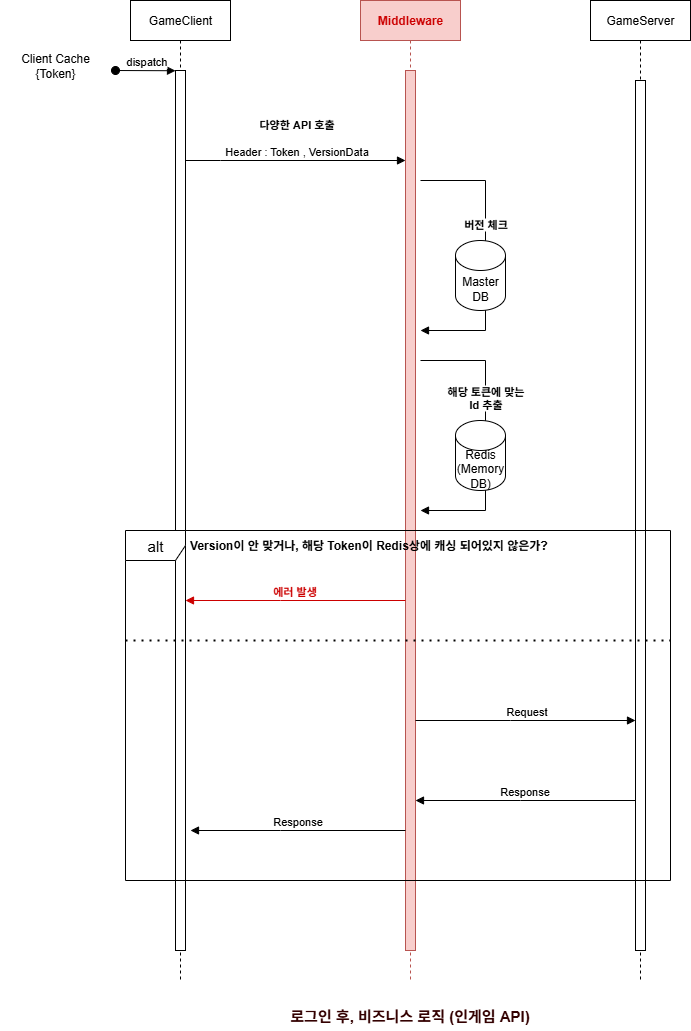 GameClient
Middleware
GameServer
Client Cache
{Token}
dispatch
다양한 API 호출
Header : Token , VersionData
버전 체크
Master
DB
해당 토큰에 맞는
Id 추출
Redis
(Memory
DB)
alt
Version이 안 맞거나, 해당 Token이 Redis상에 캐싱 되어있지 않은가?
에러 발생
Request
Response
Response
로그인 후, 비즈니스 로직 (인게임 API)